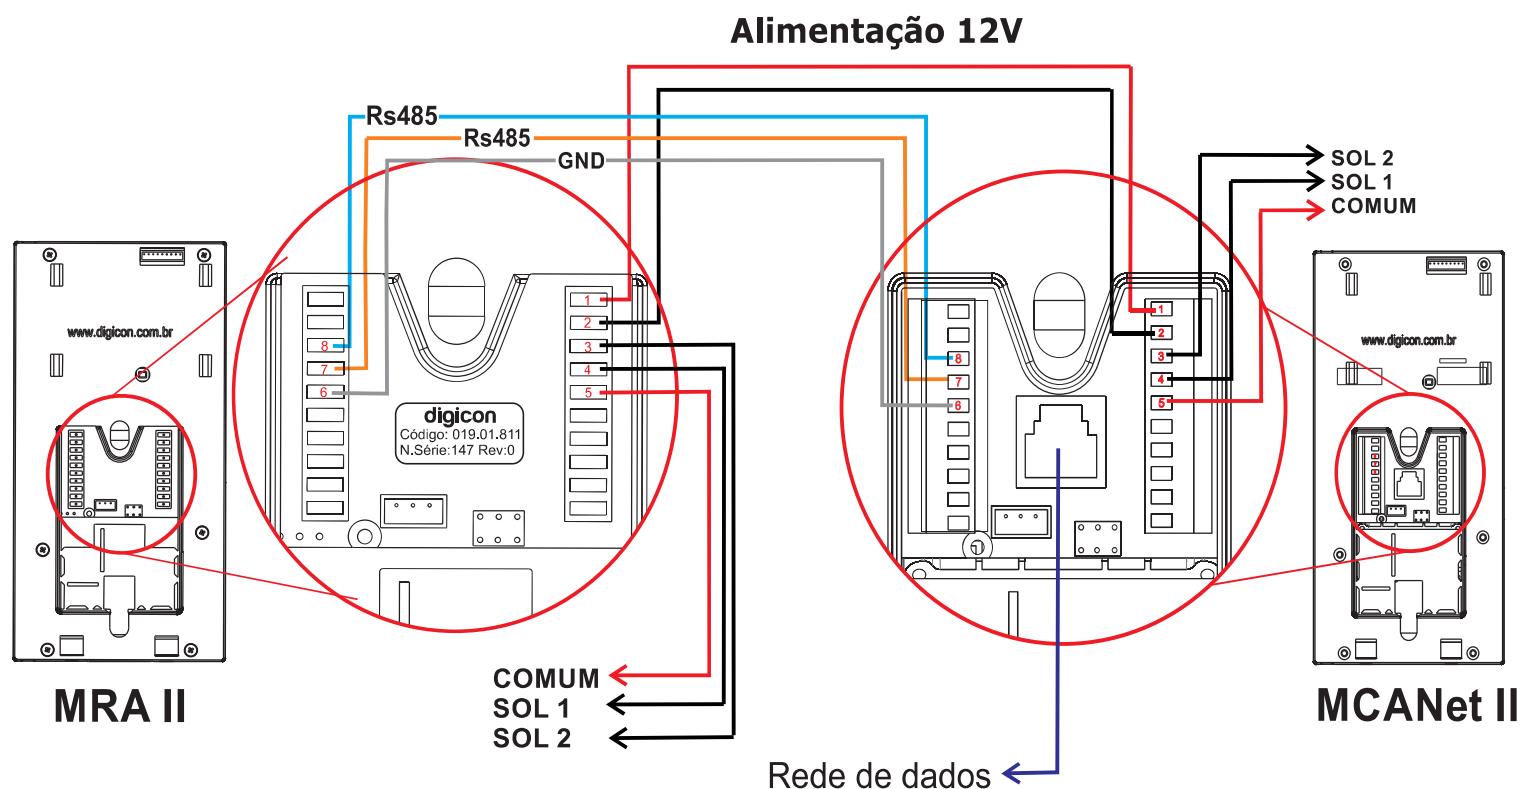 Alimentação 12V
Rs485
Rs485
GND
SOL 2
SOL 1
COMUM
www.digicon.com.br
8
7
6
1
2
3
4
5
digicon
Código: 019.01.811
N.Série:147 Rev:0
8
7
6
1
2
3
4
5
www.digicon.com.br
COMUM
SOL 1
SOL 2
MRA II
MCANet II
Rede de dados